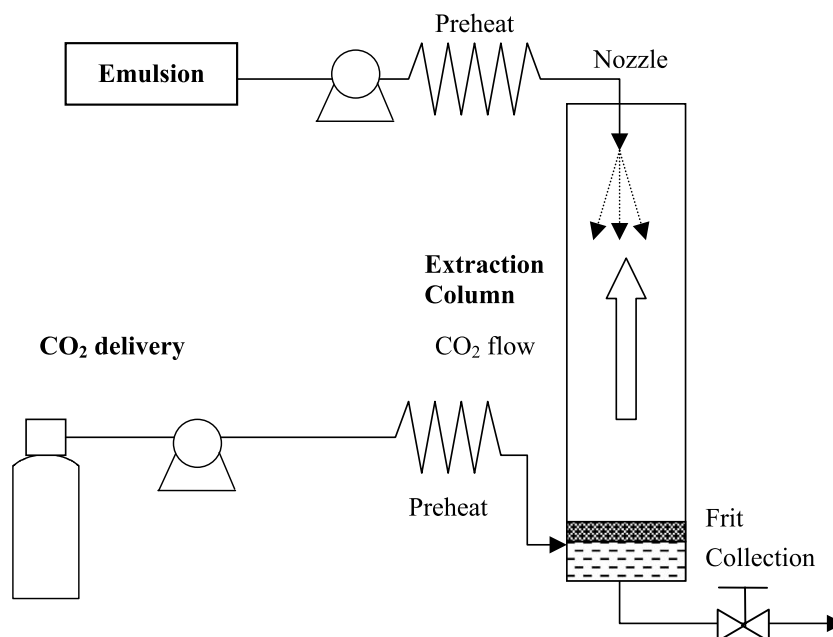 Preheat
Nozzle
Emulsion
Extraction
Column
CO₂ delivery
CO₂ flow
Preheat
Frit
Collection